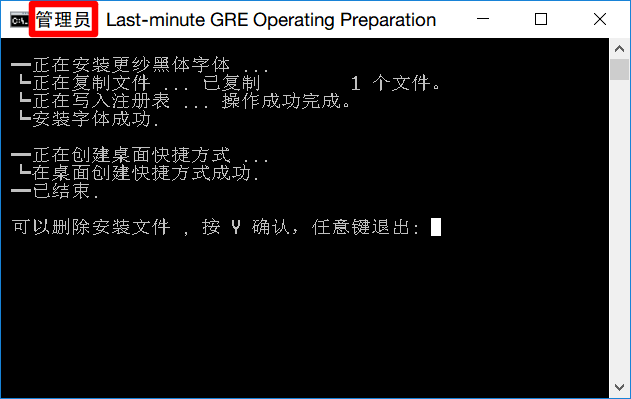 管理员 Last-minute GRE Operating Preparation
正在安装更纱黑体字体 ...
正在复制文件 ... 已复制 1 个文件。
正在写入注册表 ... 操作成功完成。
安装字体成功.
正在创建桌面快捷方式 ...
在桌面创建快捷方式成功.
已结束.
可以删除安装文件 , 按 Y 确认, 任意键退出: